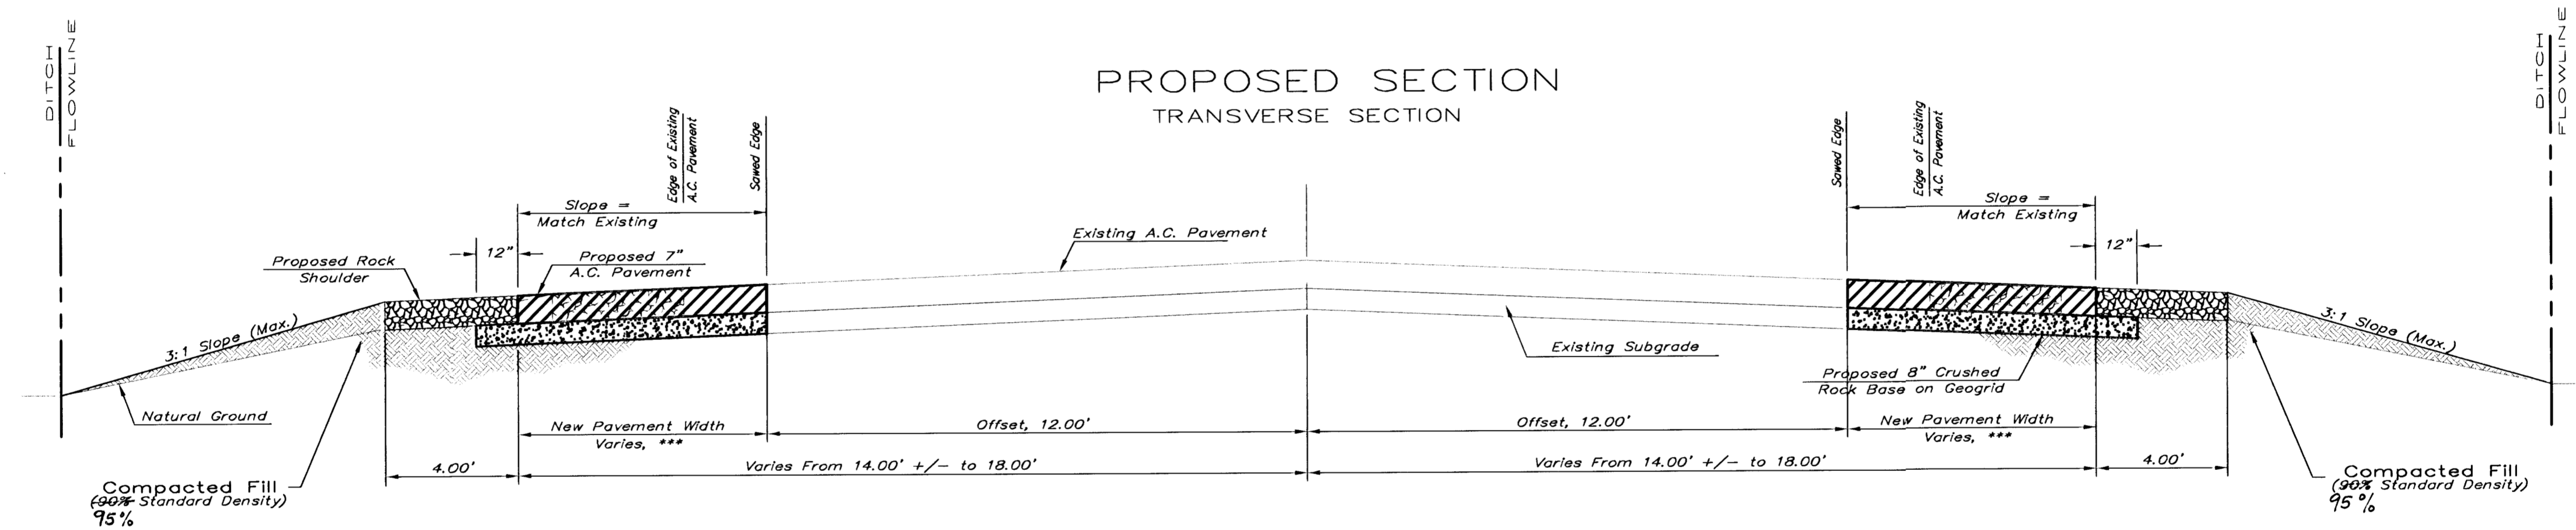 PROPOSED SECTION
TRANSVERSE SECTION
DITCH
FLOWLINE
Edge of Existing
A.C. Pavement
Sawed Edge
Slope =
Match Existing
12"
Proposed Rock
Shoulder
Proposed 7"
A.C. Pavement
Existing A.C. Pavement
3:1 Slope (Max.)
Natural Ground
New Pavement Width
Varies, ***
Offset, 12.00'
4.00'
Varies From 14.00' +/- to 18.00'
Compacted Fill
(90% Standard Density)
95%
Sawed Edge
Edge of Existing
A.C. Pavement
DITCH
FLOWLINE
Slope =
Match Existing
12"
Existing Subgrade
Proposed 8" Crushed
Rock Base on Geogrid
3:1 Slope (Max.)
Offset, 12.00'
New Pavement Width
Varies, ***
Varies From 14.00' +/- to 18.00'
4.00'
Compacted Fill
(90% Standard Density)
95%